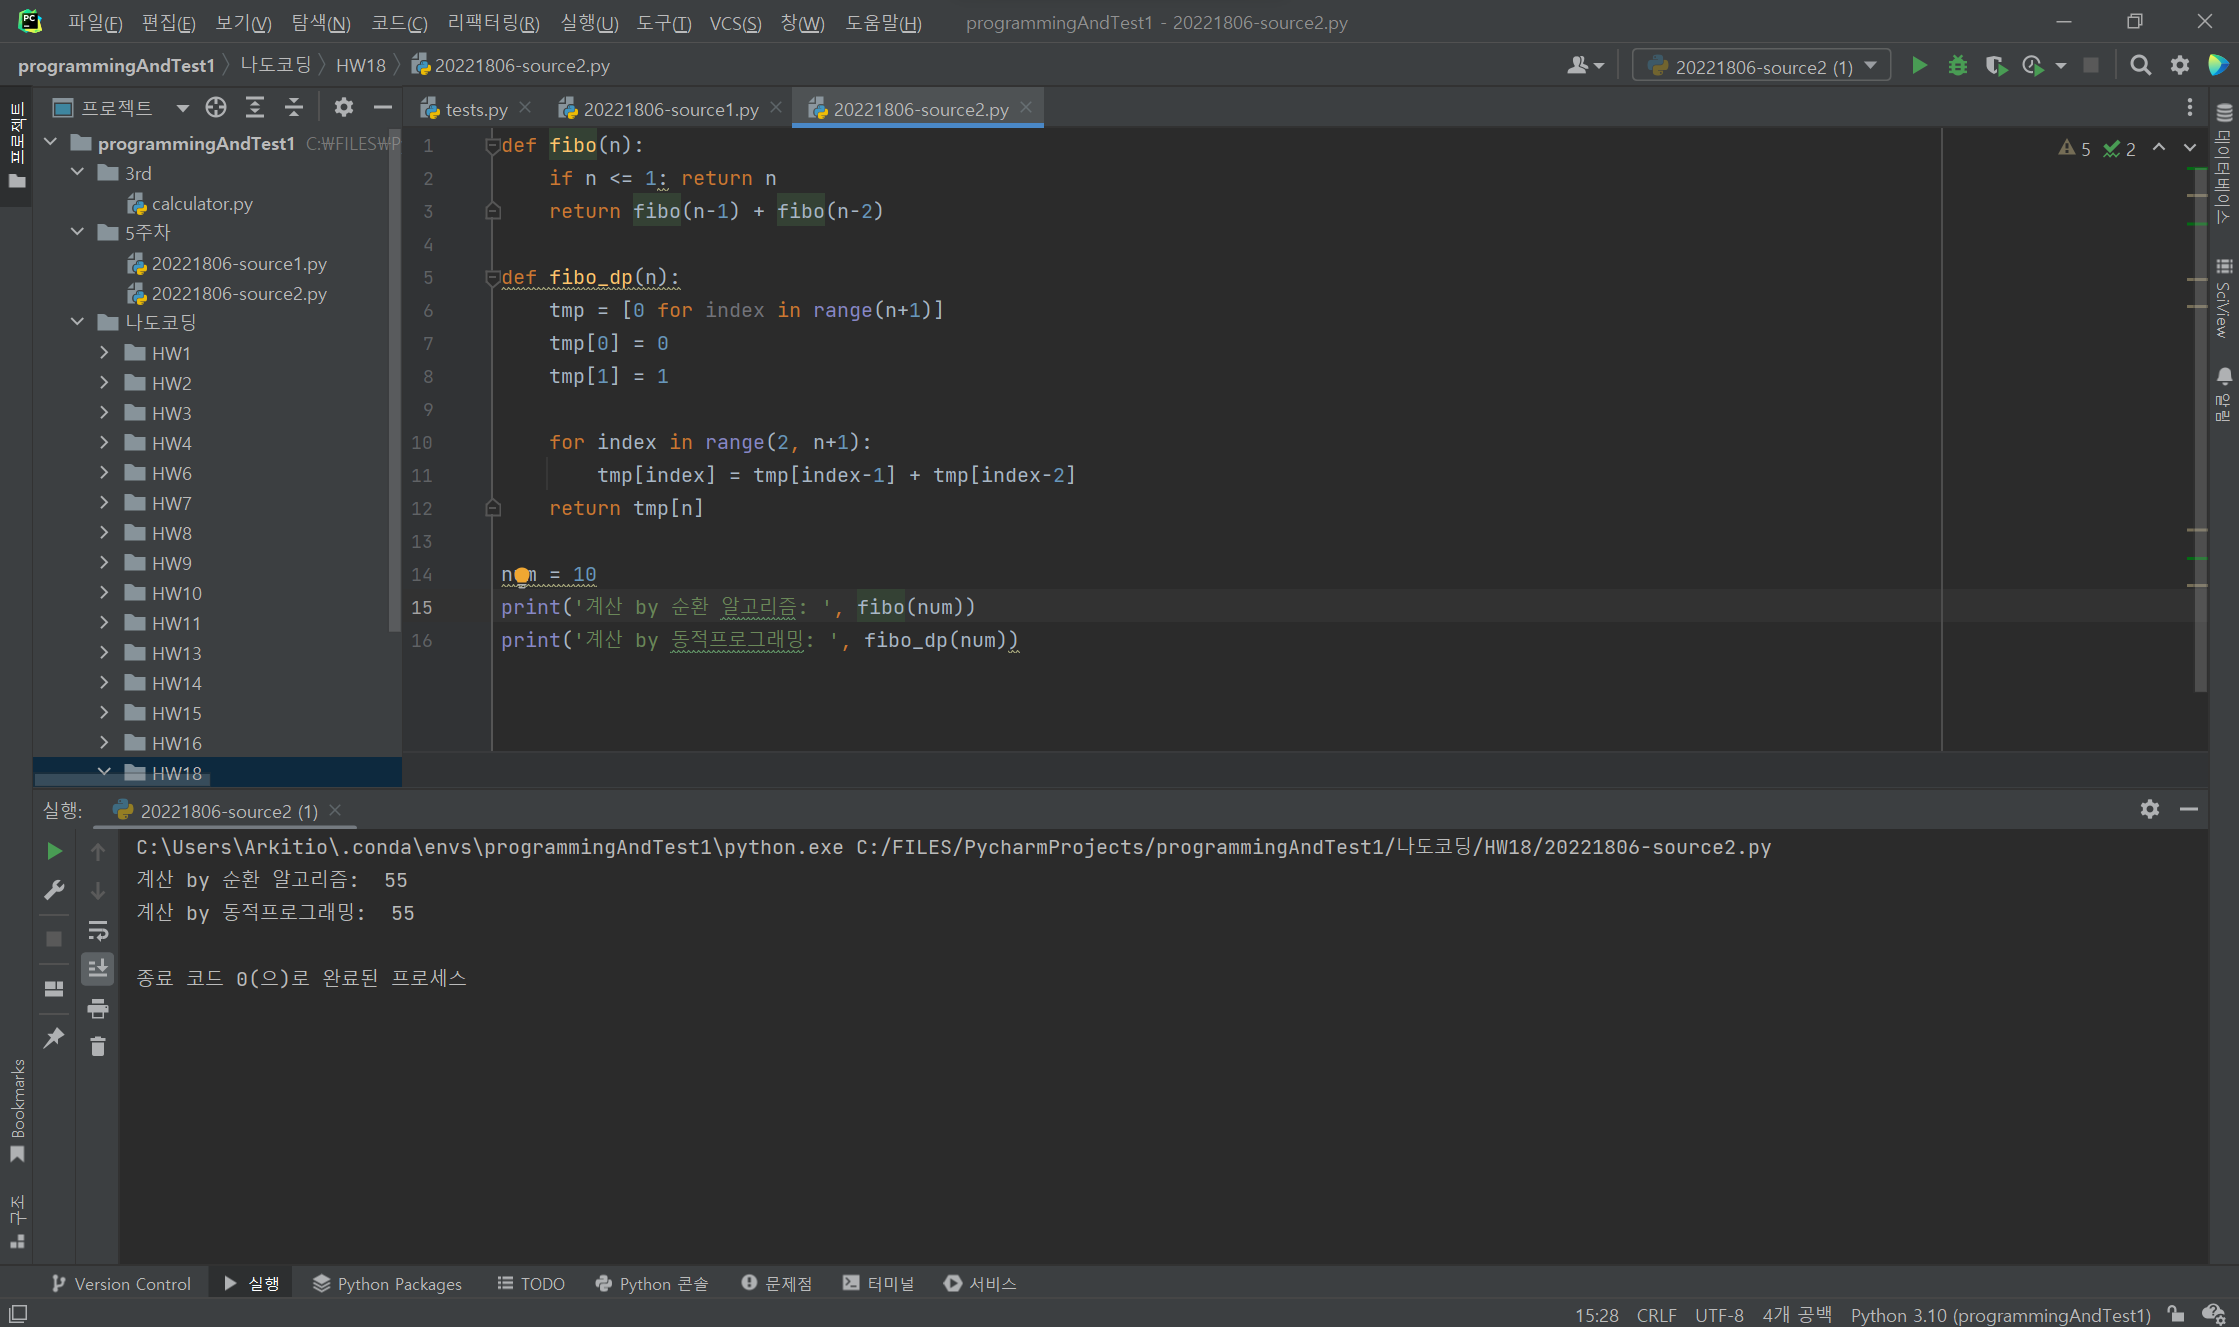 파일(F) 편집(E) 보기(V) 탐색(N) 코드(C) 리팩터링(R) 실행(U) 도구(T) VCS(S) 창(W) 도움말(H) programmingAndTest1 - 20221806-source2.py
programmingAndTest1 나도코딩 HW18 20221806-source2.py 20221806-source2 (1)
프로젝트
프로젝트
programmingAndTest1 C:₩FILES₩P
3rd
calculator.py
5주차
20221806-source1.py
20221806-source2.py
나도코딩
HW1
HW2
HW3
HW4
HW6
HW7
HW8
HW9
HW10
HW11
HW13
HW14
HW15
HW16
HW18
tests.py 20221806-source1.py 20221806-source2.py
5 2
1 def fibo(n):
2 if n <= 1: return n
3 return fibo(n-1) + fibo(n-2)
4
5 def fibo_dp(n):
6 tmp = [0 for index in range(n+1)]
7 tmp[0] = 0
8 tmp[1] = 1
9
10 for index in range(2, n+1):
11 tmp[index] = tmp[index-1] + tmp[index-2]
12 return tmp[n]
13
14 num = 10
15 print('계산 by 순환 알고리즘: ', fibo(num))
16 print('계산 by 동적프로그래밍: ', fibo_dp(num))
데이터베이스
SciView
알림
실행: 20221806-source2 (1)
C:\Users\Arkitio\.conda\envs\programmingAndTest1\python.exe C:/FILES/PycharmProjects/programmingAndTest1/나도코딩/HW18/20221806-source2.py
계산 by 순환 알고리즘:  55
계산 by 동적프로그래밍:  55
종료 코드 0(으)로 완료된 프로세스
Bookmarks
구조
Version Control 실행 Python Packages TODO Python 콘솔 문제점 터미널 서비스
15:28 CRLF UTF-8 4개 공백 Python 3.10 (programmingAndTest1)